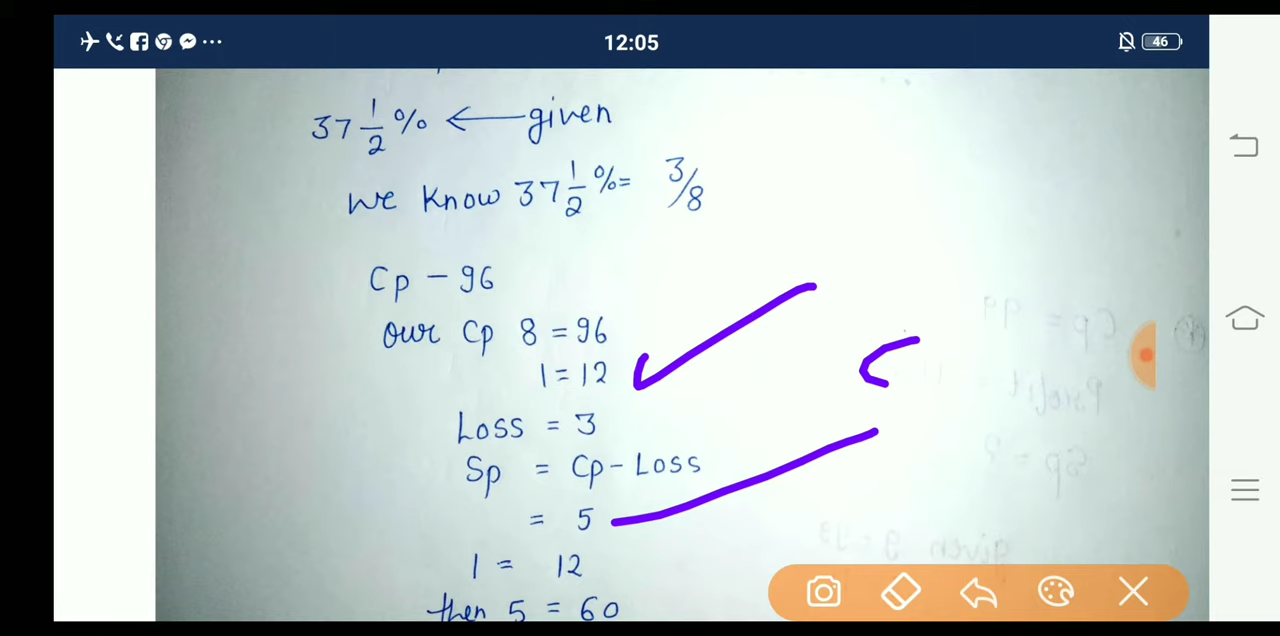 12:05
46
37 1/2 % ← given
We know 37 1/2 % = 3/8
Cp - 96
our Cp 8 = 96
1 = 12
Loss = 3
Sp = Cp - Loss
= 5
1 = 12
then 5 = 60